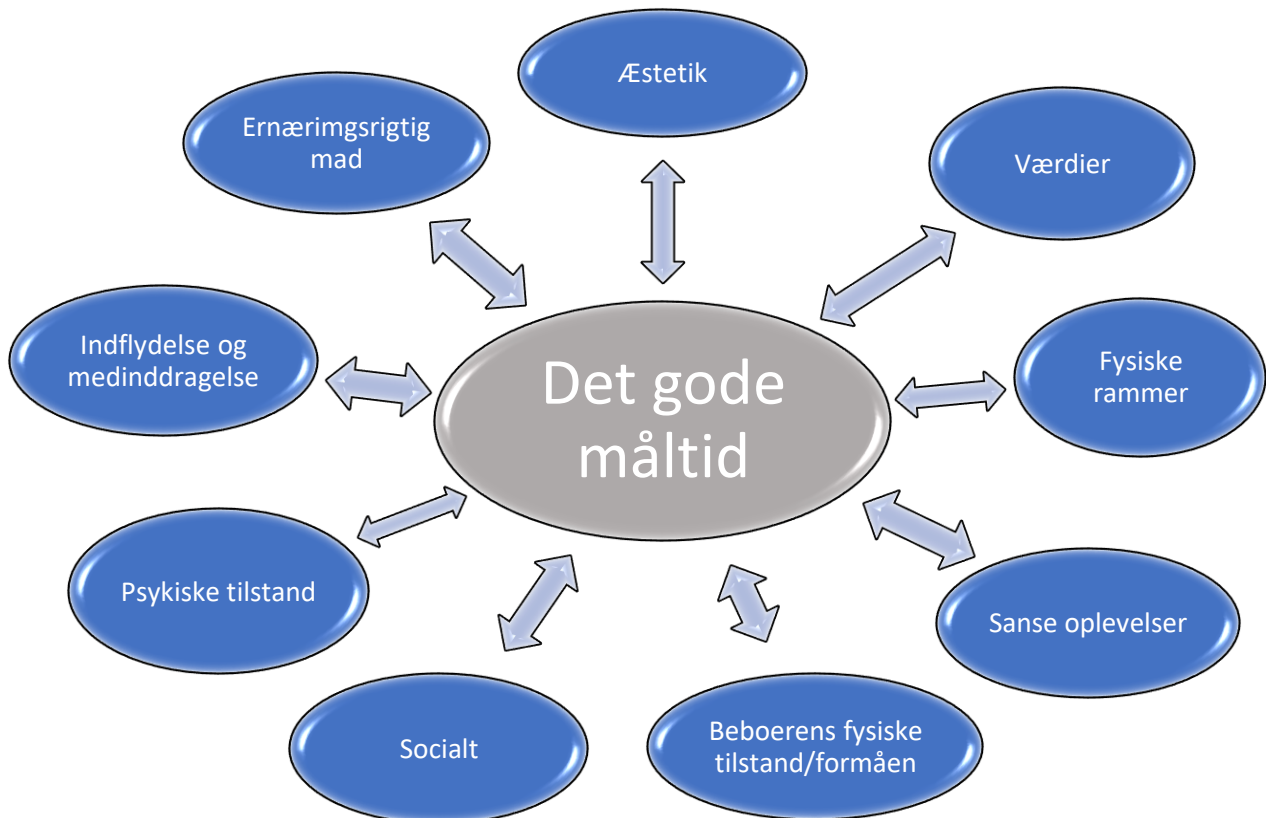 Æstetik
Ernærimgsrigtig
mad
Værdier
Indflydelse og
medinddragelse
Det gode
måltid
Fysiske
rammer
Psykiske tilstand
Sanse oplevelser
Socialt
Beboerens fysiske
tilstand/formåen